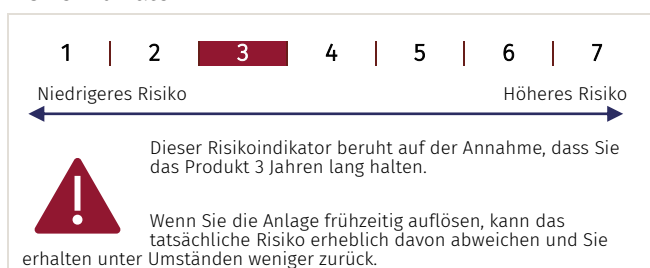 1 | 2 | 3 | 4 | 5 | 6 | 7
Niedrigeres Risiko Höheres Risiko
Dieser Risikoindikator beruht auf der Annahme, dass Sie
das Produkt 3 Jahren lang halten.
Wenn Sie die Anlage frühzeitig auflösen, kann das
tatsächliche Risiko erheblich davon abweichen und Sie
erhalten unter Umständen weniger zurück.